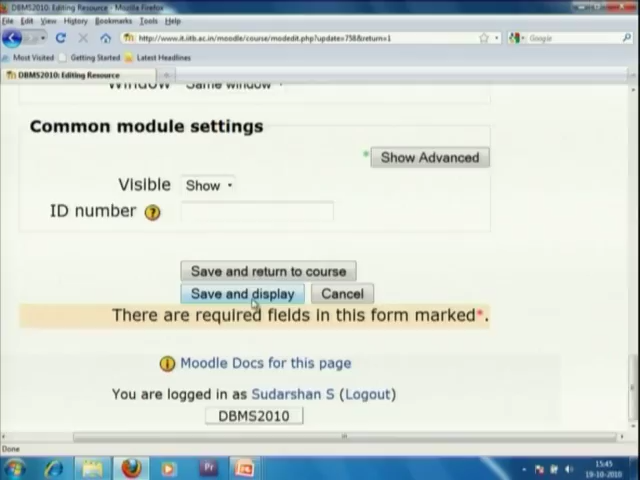 DBMS2010: Editing Resource - Mozilla Firefox
File Edit View History Bookmarks Tools Help
http://www.it.iitb.ac.in/moodle/course/modedit.php?update=758&return=1
Google
Most Visited Getting Started Latest Headlines
DBMS2010: Editing Resource
Window Same window
Common module settings
* Show Advanced
Visible Show
ID number ?
Save and return to course
Save and display Cancel
There are required fields in this form marked*.
Moodle Docs for this page
You are logged in as Sudarshan S (Logout)
DBMS2010
Done
15:45
19-10-2010